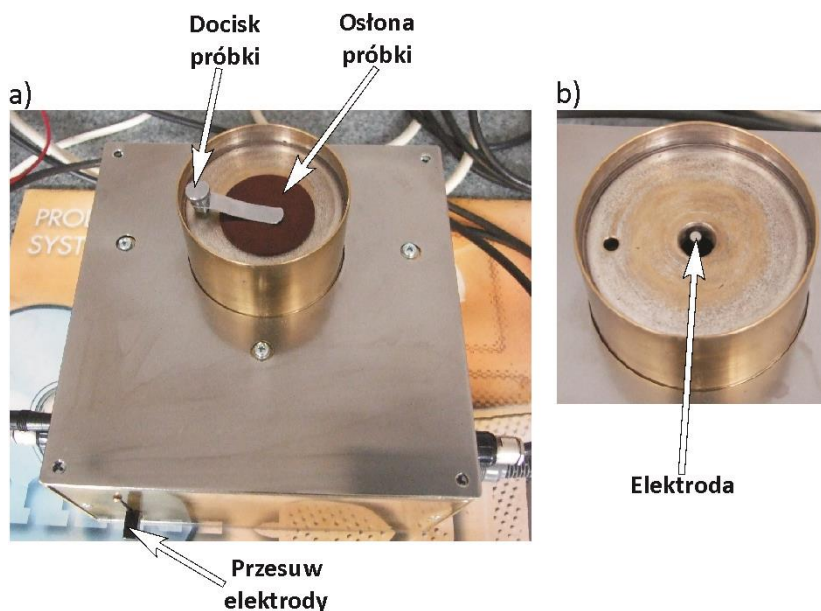 Docisk
próbki
Osłona
próbki
a)
b)
PRO
SYST
Elektroda
Przesuw
elektrody